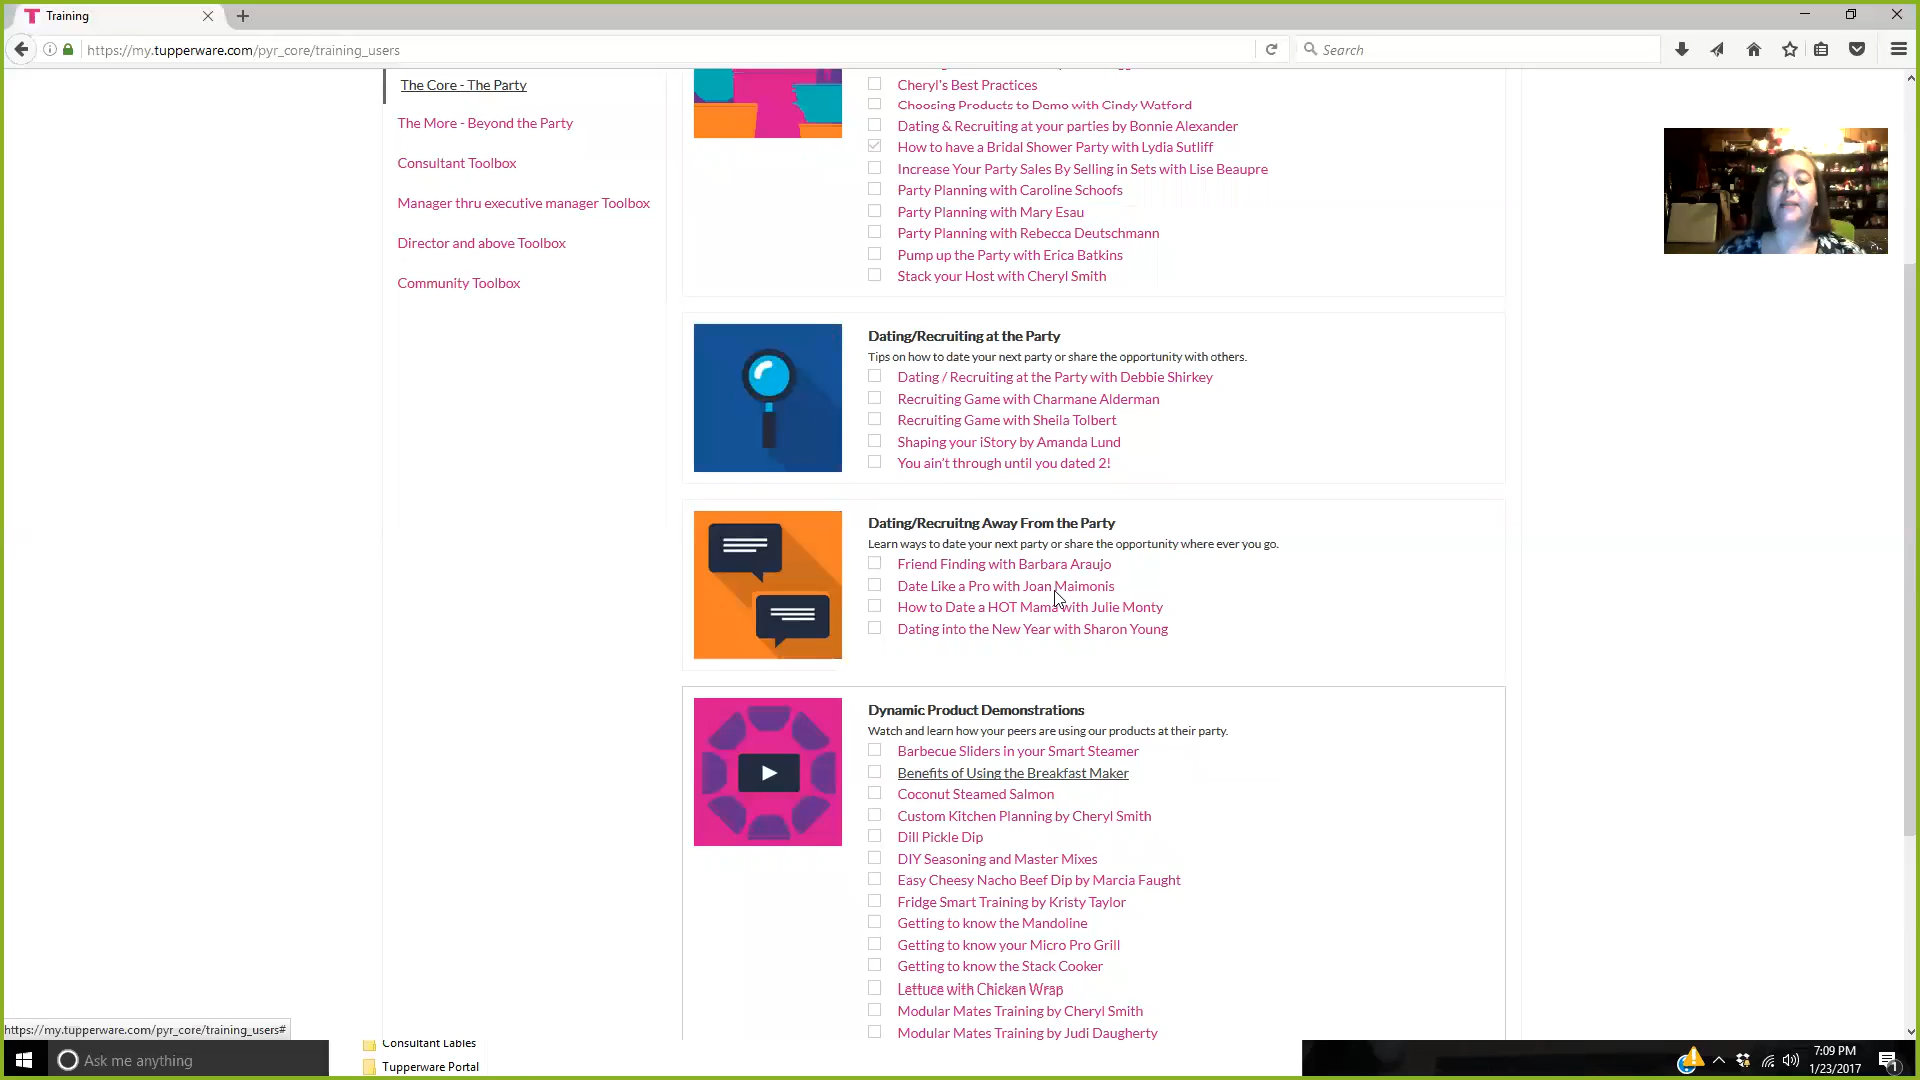 Training
https://my.tupperware.com/pyr_core/training_users
Search
The Core - The Party
The More - Beyond the Party
Consultant Toolbox
Manager thru executive manager Toolbox
Director and above Toolbox
Community Toolbox
Cheryl's Best Practices
Choosing Products to Demo with Cindy Watford
Dating & Recruiting at your parties by Bonnie Alexander
How to have a Bridal Shower Party with Lydia Sutliff
Increase Your Party Sales By Selling in Sets with Lise Beaupre
Party Planning with Caroline Schoofs
Party Planning with Mary Esau
Party Planning with Rebecca Deutschmann
Pump up the Party with Erica Batkins
Stack your Host with Cheryl Smith
Dating/Recruiting at the Party
Tips on how to date your next party or share the opportunity with others.
Dating / Recruiting at the Party with Debbie Shirkey
Recruiting Game with Charmane Alderman
Recruiting Game with Sheila Tolbert
Shaping your iStory by Amanda Lund
You ain't through until you dated 2!
Dating/Recruitng Away From the Party
Learn ways to date your next party or share the opportunity where ever you go.
Friend Finding with Barbara Araujo
Date Like a Pro with Joan Maimonis
How to Date a HOT Mama with Julie Monty
Dating into the New Year with Sharon Young
Dynamic Product Demonstrations
Watch and learn how your peers are using our products at their party.
Barbecue Sliders in your Smart Steamer
Benefits of Using the Breakfast Maker
Coconut Steamed Salmon
Custom Kitchen Planning by Cheryl Smith
Dill Pickle Dip
DIY Seasoning and Master Mixes
Easy Cheesy Nacho Beef Dip by Marcia Faught
Fridge Smart Training by Kristy Taylor
Getting to know the Mandoline
Getting to know your Micro Pro Grill
Getting to know the Stack Cooker
Lettuce with Chicken Wrap
Modular Mates Training by Cheryl Smith
Modular Mates Training by Judi Daugherty
https://my.tupperware.com/pyr_core/training_users#
Consultant Lables
Tupperware Portal
Ask me anything
7:09 PM
1/23/2017
1